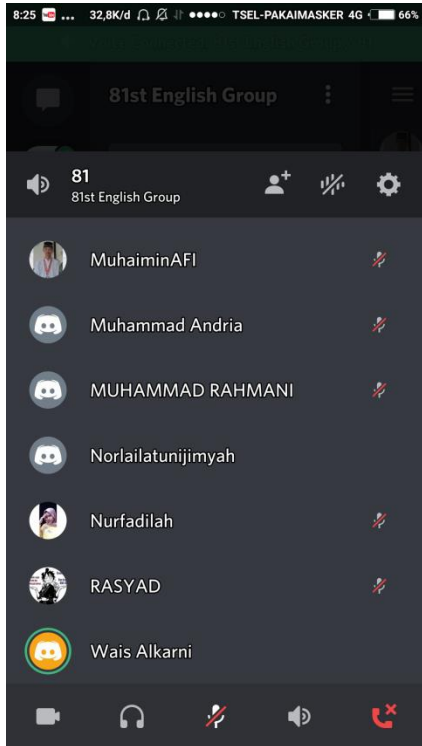 8:25 ... 32,8K/d TSEL-PAKAIMASKER 4G 66%
81st English Group
81
81st English Group
MuhaiminAFI
Muhammad Andria
MUHAMMAD RAHMANI
Norlailatunijimyah
Nurfadilah
RASYAD
Wais Alkarni